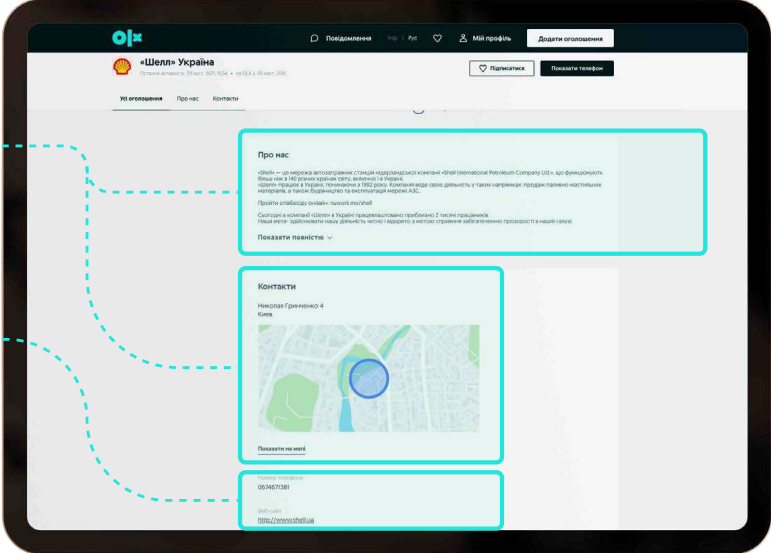 olx
Повідомлення Укр | Рус Мій профіль Додати оголошення
«Шелл» Україна
Підписатися Показати телефон
Усі оголошення Про нас Контакти
Про нас
«Shell» — це мережа автозаправних станцій нідерландської компанії «Shell International Petroleum Company Ltd.», що функціонують
більш ніж в 140 різних країнах світу, включно і в Україні.
«Шелл» працює в Україні, починаючи з 1992 року. Компанія веде свою діяльність у таких напрямках: продаж паливно-мастильних
матеріалів, а також будівництво та експлуатація мережі АЗС.
Пройти співбесіду онлайн: nuwork.me/shell
Сьогодні в компанії «Шелл» в Україні працевлаштовано приблизно 2 тисячі працівників.
Наша мета- здійснювати нашу діяльність чесно і відкрито з метою сприяння забезпеченню прозорості в нашій галузі.
Показати повністю
Контакти
Николая Гринченко 4
Киев
Показати на мапі
Номер телефону
0674671381
Веб-сайт
http://www.shell.ua